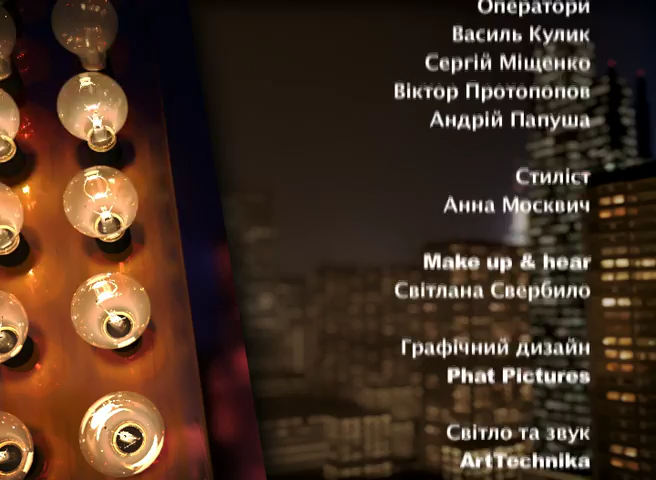 Оператори
Василь Кулик
Сергій Міщенко
Віктор Протопопов
Андрій Папуша
Стиліст
Анна Москвич
Make up & hear
Світлана Свербило
Графічний дизайн
Phat Pictures
Світло та звук
ArtTechnika